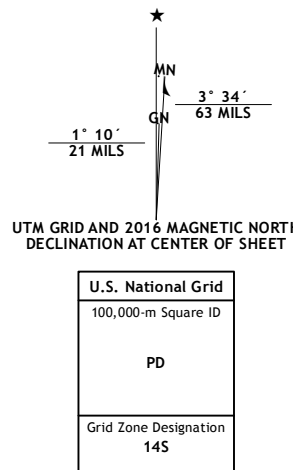 ★
MN
3° 34´
63 MILS
GN
1° 10´
21 MILS
UTM GRID AND 2016 MAGNETIC NORTH
DECLINATION AT CENTER OF SHEET
U.S. National Grid
100,000-m Square ID
PD
Grid Zone Designation
14S